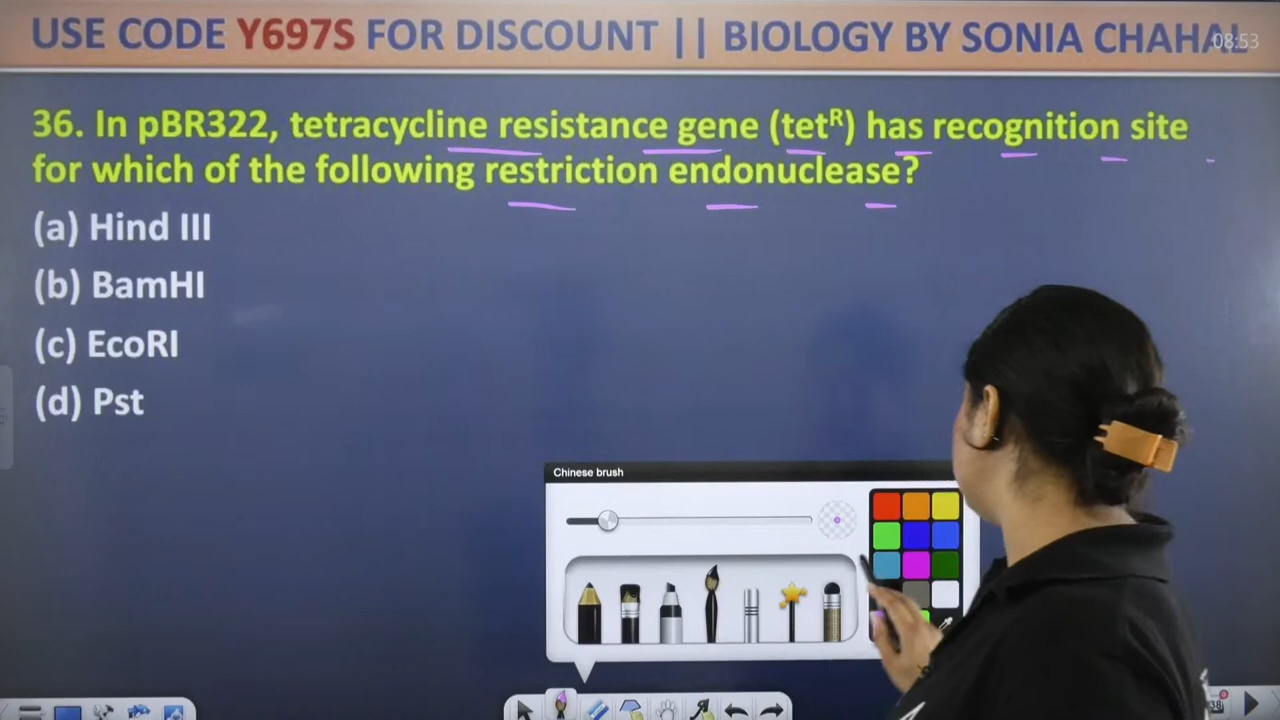 USE CODE Y697S FOR DISCOUNT || BIOLOGY BY SONIA CHAHAL
08:53
36. In pBR322, tetracycline resistance gene (tetᴿ) has recognition site
for which of the following restriction endonuclease?
(a) Hind III
(b) BamHI
(c) EcoRI
(d) Pst
Chinese brush